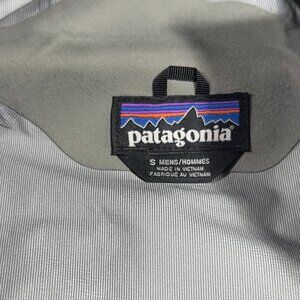 patagonia®
S MENS/HOMMES
MADE IN VIETNAM
FABRIQUÉ AU VIETNAM